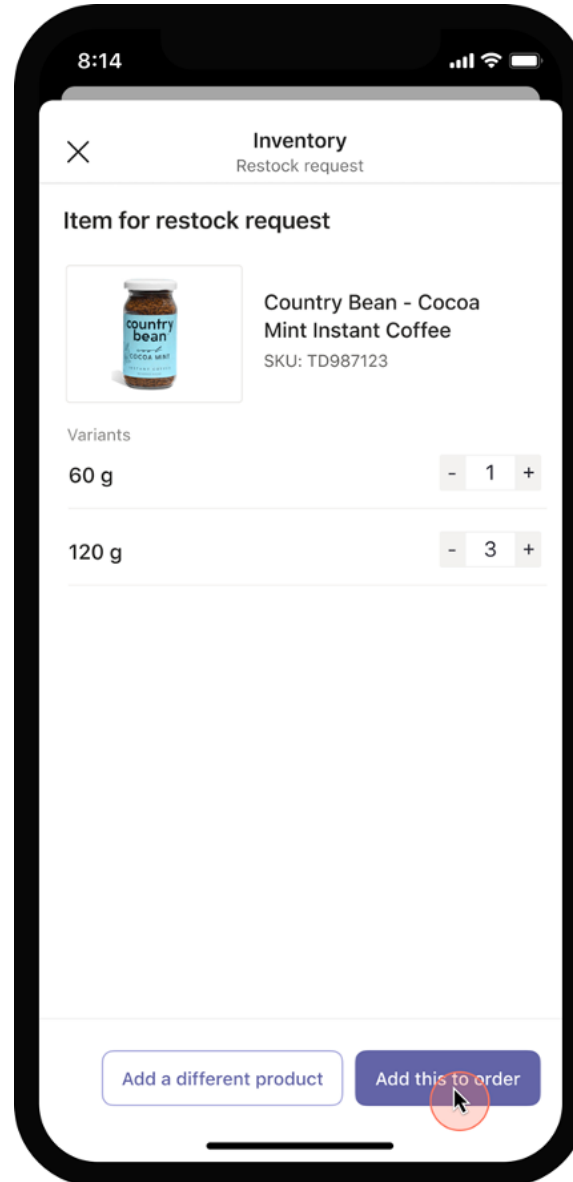 8:14
Inventory
Restock request
Item for restock request
country
bean
COCOA MINT
Country Bean - Cocoa
Mint Instant Coffee
SKU: TD987123
Variants
60 g
- 1 +
120 g
- 3 +
Add a different product
Add this to order